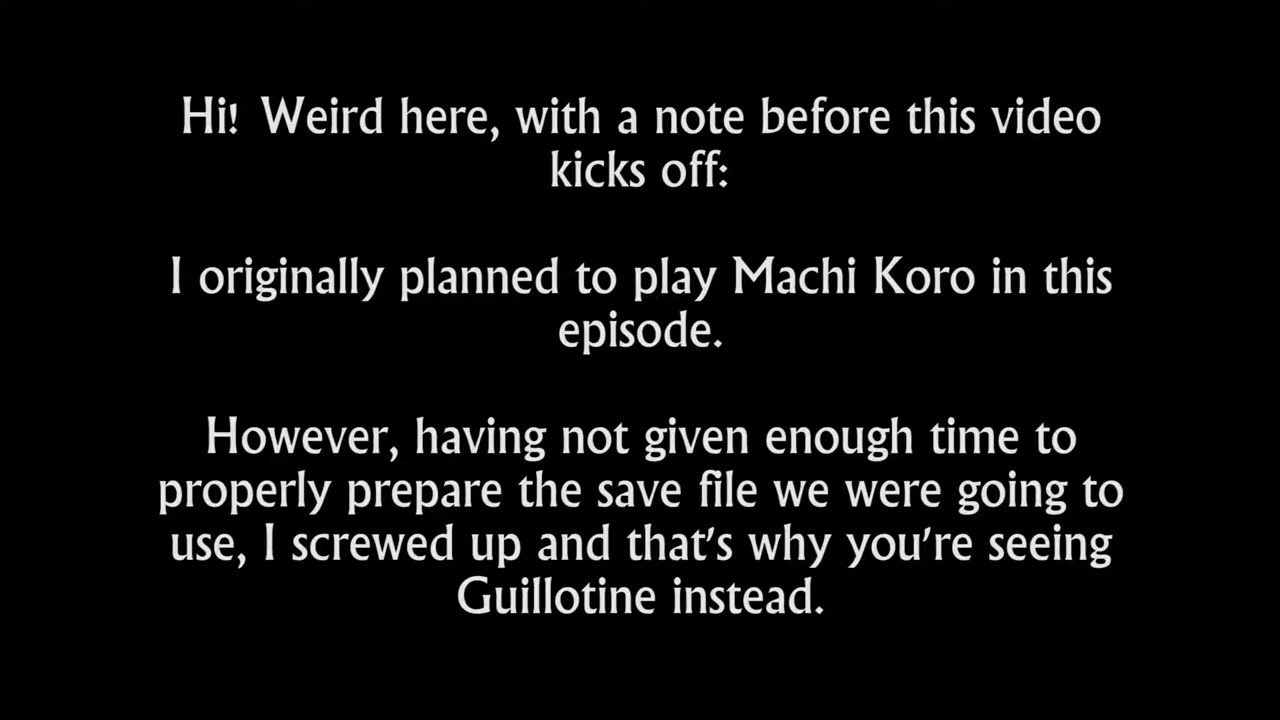 Hi! Weird here, with a note before this video
kicks off:
I originally planned to play Machi Koro in this
episode.
However, having not given enough time to
properly prepare the save file we were going to
use, I screwed up and that's why you're seeing
Guillotine instead.